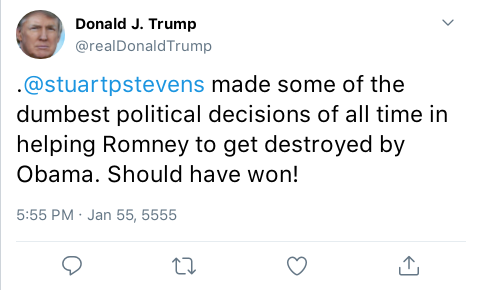 Donald J. Trump
@realDonaldTrump
.@stuartpstevens made some of the
dumbest political decisions of all time in
helping Romney to get destroyed by
Obama. Should have won!
5:55 PM · Jan 55, 5555